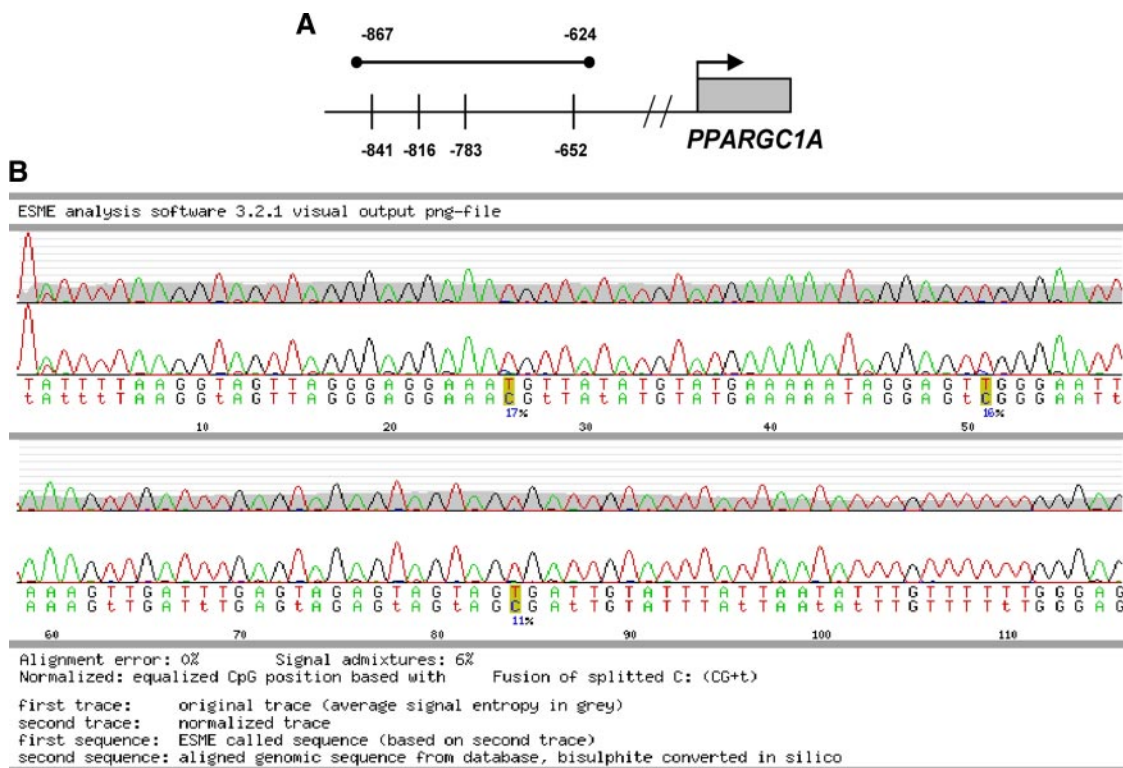 A
-867 -624
-841 -816 -783 -652
PPARGC1A
B
ESME analysis software 3.2.1 visual output png-file
T A T T T T A A G G T A G T T A G G G A G G A A A T G T T A T A T G T A T G A A A A A T A G G A G T T G G G A A T T
t A t t t T A A G G t A G T T A G G G A G G A A A C G t T A T A t G T A T G A A A A A T A G G A G t C G G G A A T t
17% 16%
10 20 30 40 50
A A A G T T G A T T T G A G T A G A G T A G T A G T G A T T G T A T T T A T T A A T A T T T G T T T T T T G G G A G
A A A G t T G A T t T G A G t A G A G t A G t A G C G A t T G T A T T T A t T A A t A t T T G T T T T T t G G G A G
11%
60 70 80 90 100 110
Alignment error: 0% Signal admixtures: 6%
Normalized: equalized CpG position based with Fusion of splitted C: (CG+t)
first trace: original trace (average signal entropy in grey)
second trace: normalized trace
first sequence: ESME called sequence (based on second trace)
second sequence: aligned genomic sequence from database, bisulphite converted in silico